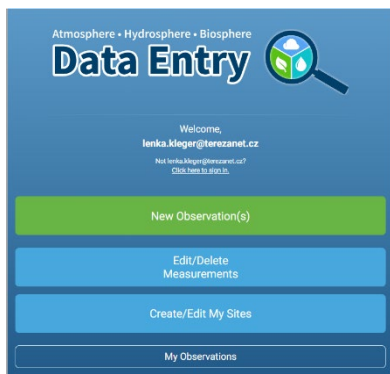 Atmosphere • Hydrosphere • Biosphere
Data Entry
Welcome,
lenka.kleger@terezanet.cz
Not lenka.kleger@terezanet.cz?
Click here to sign in.
New Observation(s)
Edit/Delete
Measurements
Create/Edit My Sites
My Observations